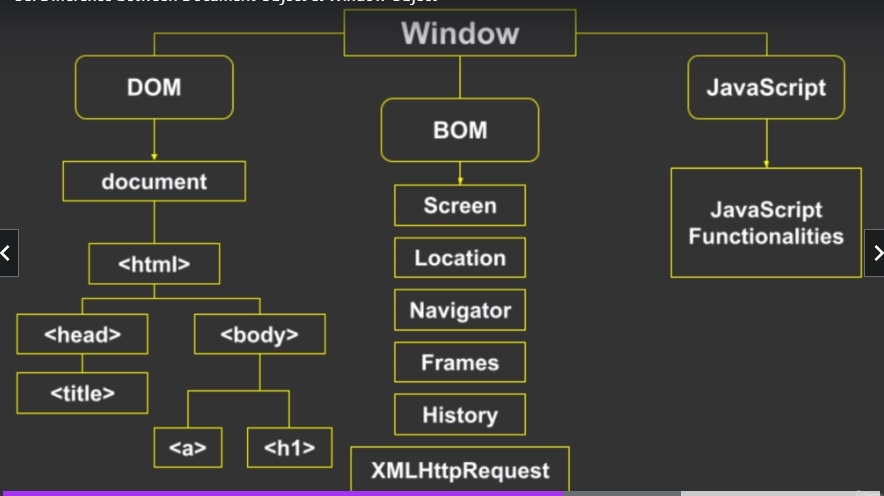 Window
DOM
BOM
JavaScript
document
Screen
JavaScript
Functionalities
<html>
Location
Navigator
<head>
<body>
Frames
<title>
History
<a>
<h1>
XMLHttpRequest